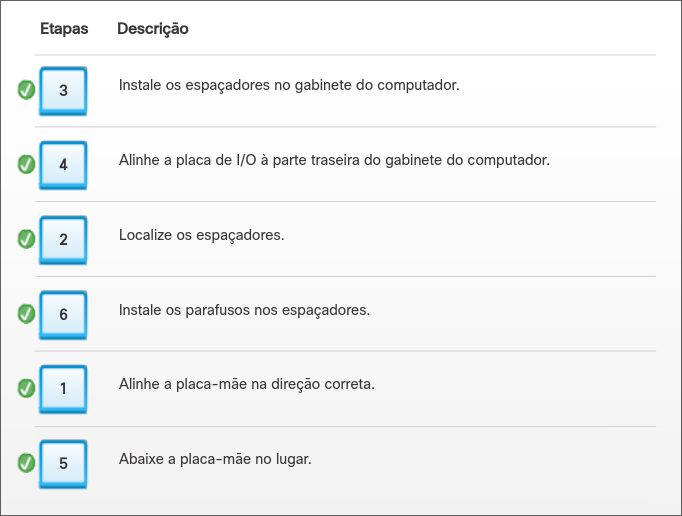 Etapas Descrição
3 Instale os espaçadores no gabinete do computador.
4 Alinhe a placa de I/O à parte traseira do gabinete do computador.
2 Localize os espaçadores.
6 Instale os parafusos nos espaçadores.
1 Alinhe a placa-mãe na direção correta.
5 Abaixe a placa-mãe no lugar.